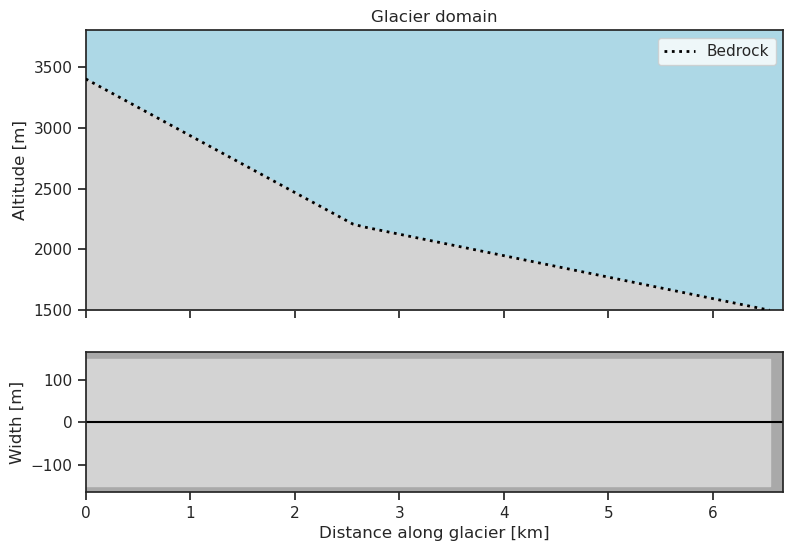 Glacier domain
Bedrock
Altitude [m]
3500
3000
2500
2000
1500
Width [m]
100
0
−100
0 1 2 3 4 5 6
Distance along glacier [km]